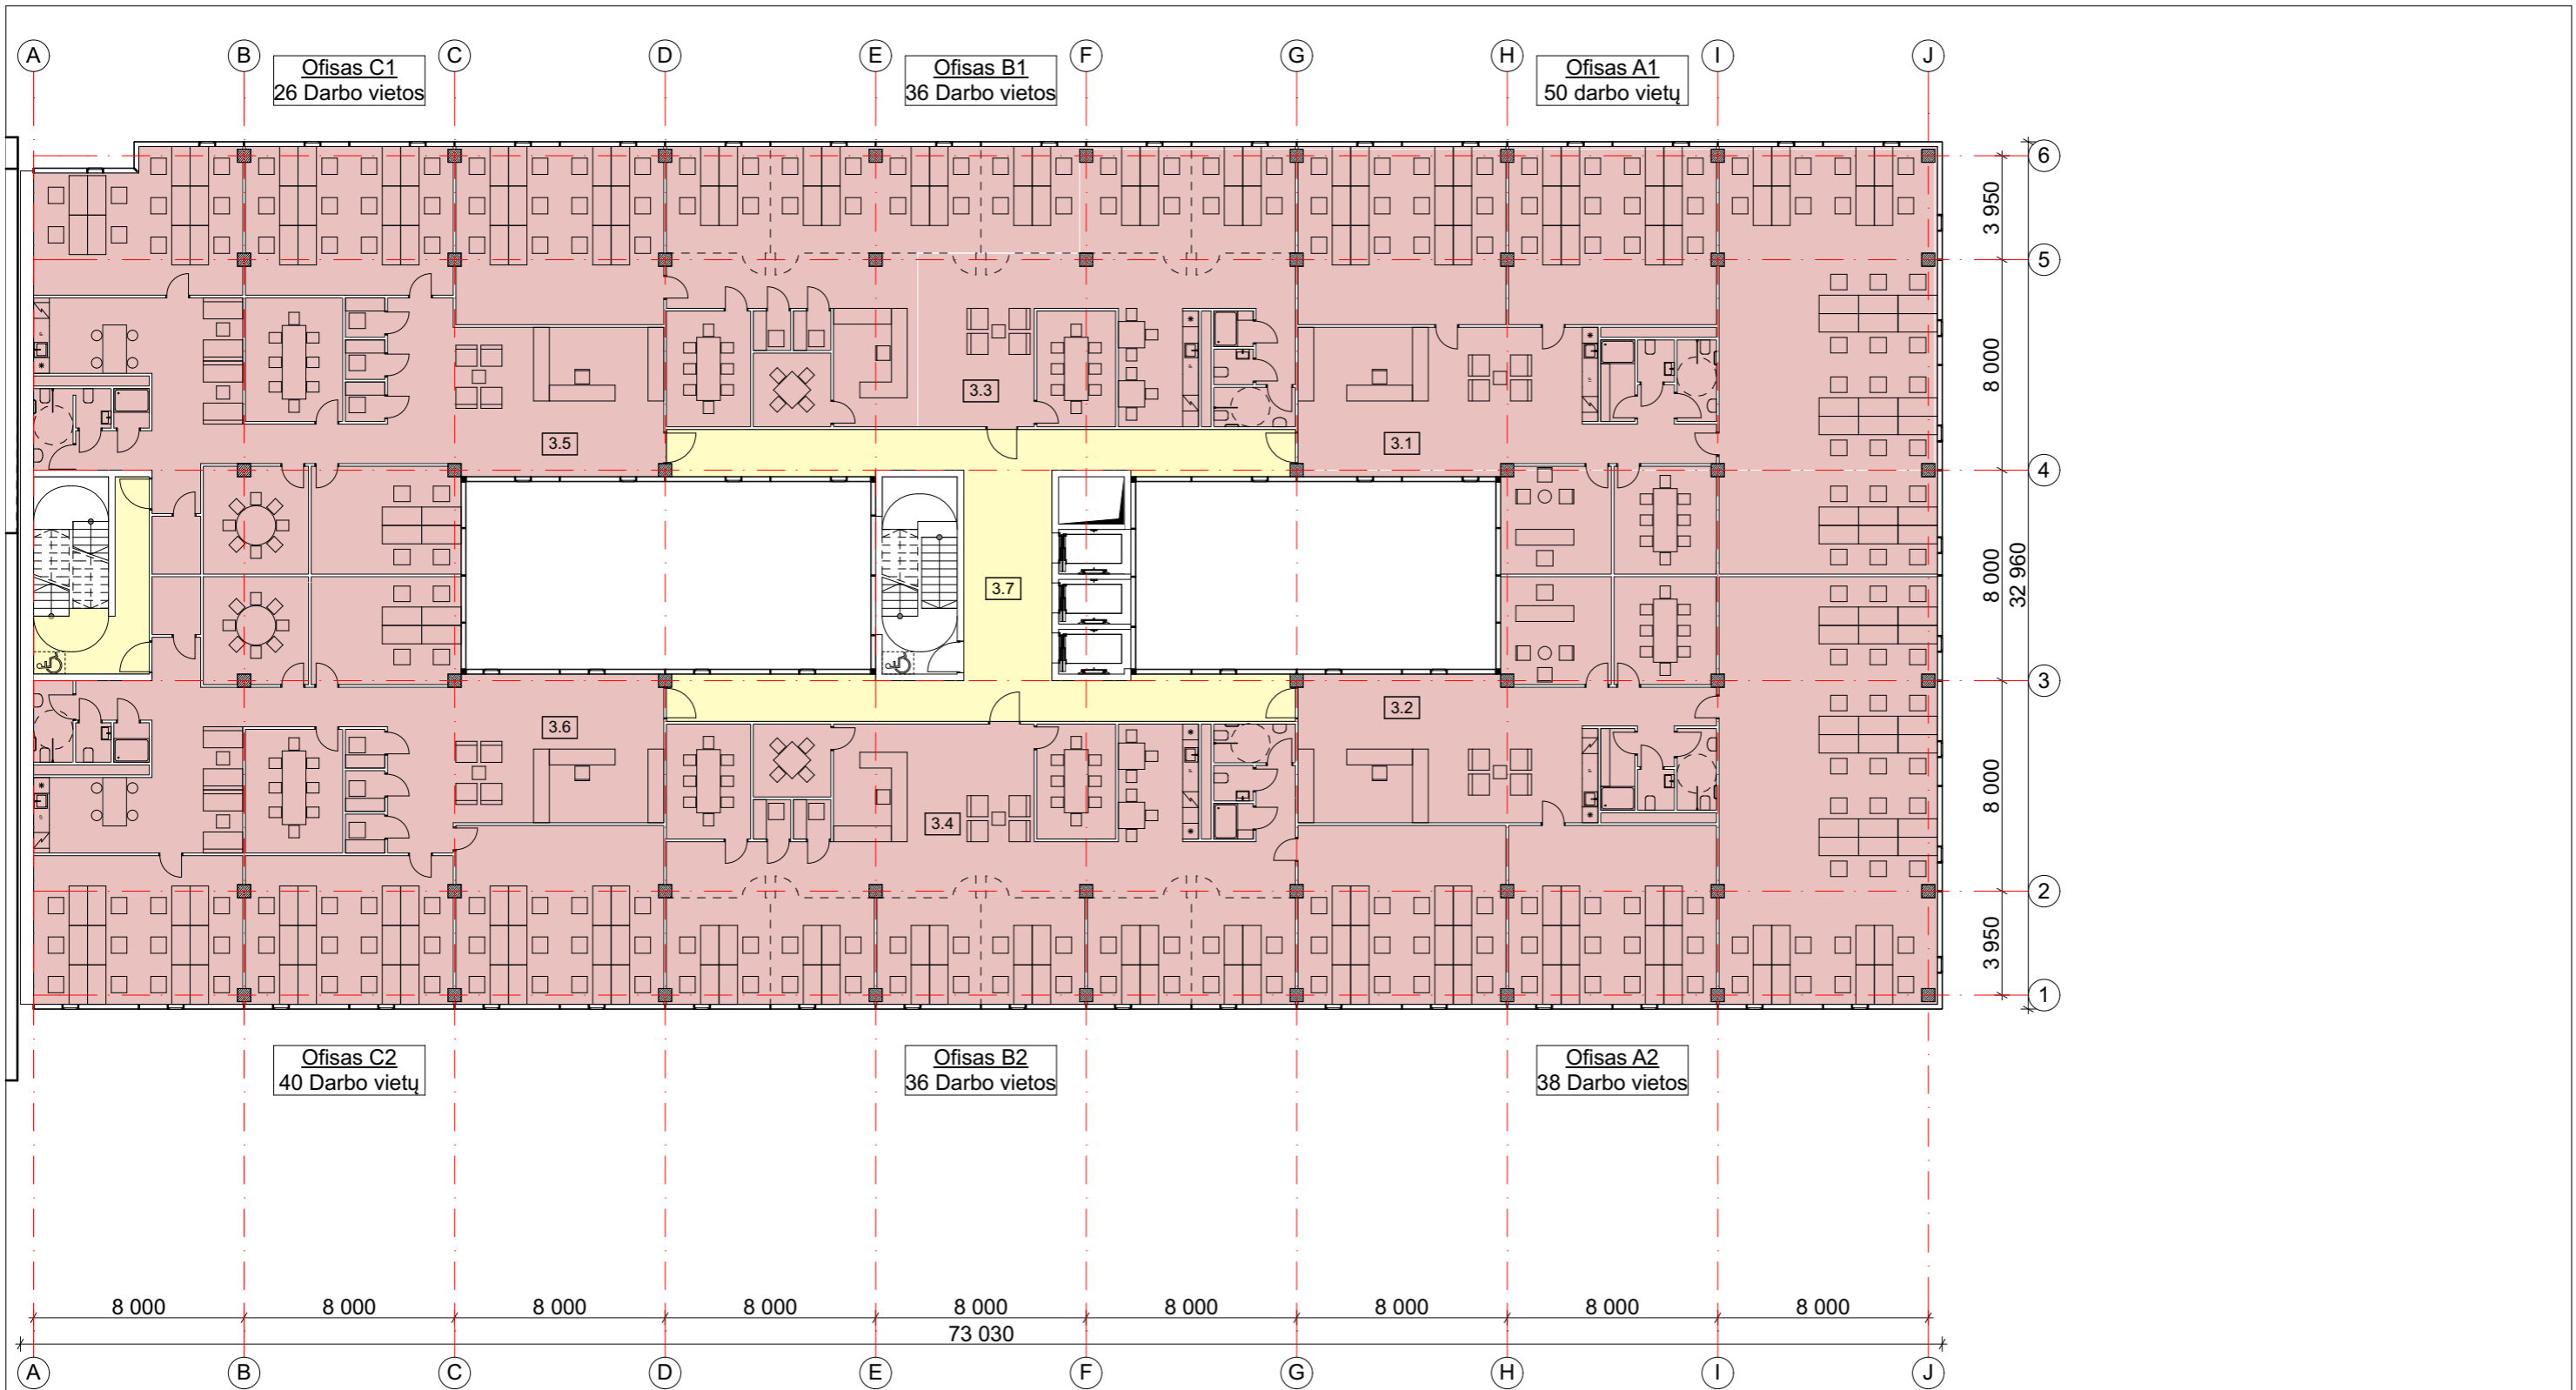 A B C D E F G H I J
Ofisas C1
26 Darbo vietos
Ofisas B1
36 Darbo vietos
Ofisas A1
50 darbo vietų
6
3 950
5
8 000
3.3
3.5
3.1
4
8 000
32 960
3.7
3
3.6
3.2
8 000
3.4
2
3 950
1
Ofisas C2
40 Darbo vietų
Ofisas B2
36 Darbo vietos
Ofisas A2
38 Darbo vietos
8 000 8 000 8 000 8 000 8 000 8 000 8 000 8 000 8 000
73 030
A B C D E F G H I J